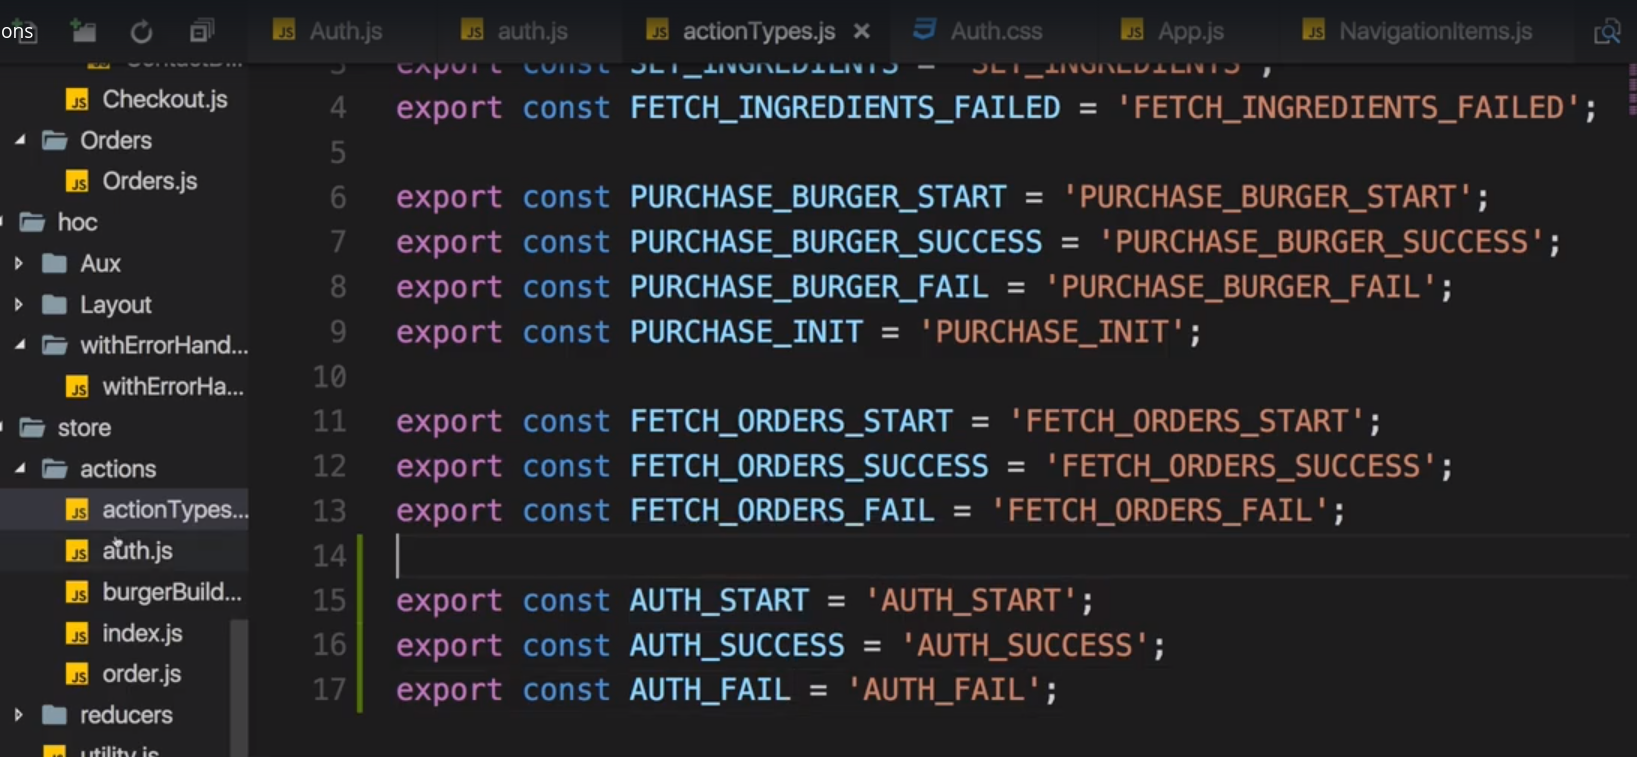 ons
Auth.js
auth.js
actionTypes.js
Auth.css
App.js
NavigationItems.js
Checkout.js
Orders
Orders.js
hoc
Aux
Layout
withErrorHand...
withErrorHa...
store
actions
actionTypes...
auth.js
burgerBuild...
index.js
order.js
reducers
utility.js
3 export const SET_INGREDIENTS = 'SET_INGREDIENTS';
4 export const FETCH_INGREDIENTS_FAILED = 'FETCH_INGREDIENTS_FAILED';
5
6 export const PURCHASE_BURGER_START = 'PURCHASE_BURGER_START';
7 export const PURCHASE_BURGER_SUCCESS = 'PURCHASE_BURGER_SUCCESS';
8 export const PURCHASE_BURGER_FAIL = 'PURCHASE_BURGER_FAIL';
9 export const PURCHASE_INIT = 'PURCHASE_INIT';
10
11 export const FETCH_ORDERS_START = 'FETCH_ORDERS_START';
12 export const FETCH_ORDERS_SUCCESS = 'FETCH_ORDERS_SUCCESS';
13 export const FETCH_ORDERS_FAIL = 'FETCH_ORDERS_FAIL';
14
15 export const AUTH_START = 'AUTH_START';
16 export const AUTH_SUCCESS = 'AUTH_SUCCESS';
17 export const AUTH_FAIL = 'AUTH_FAIL';